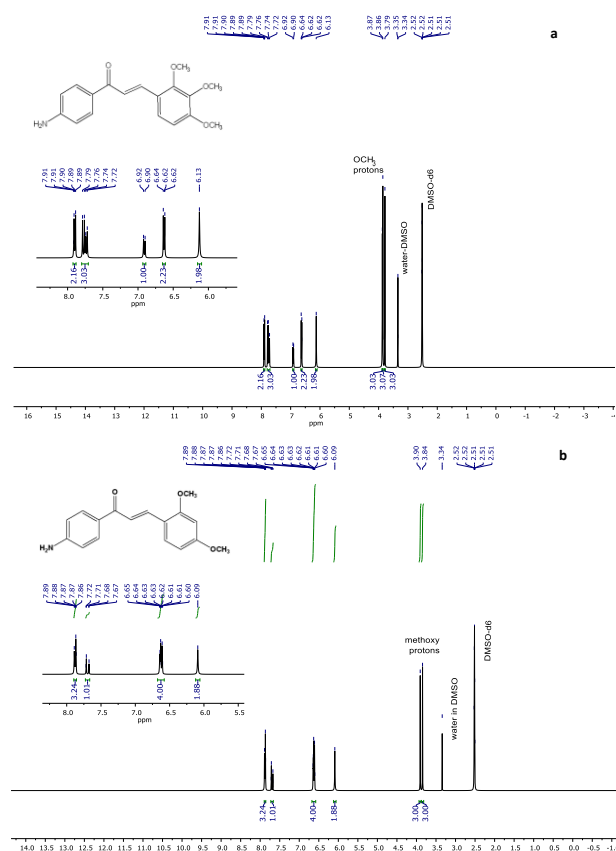 7.91 7.91 7.90 7.89 7.89 7.79 7.76 7.74 7.72 6.92 6.90 6.64 6.62 6.62 6.13 3.87 3.86 3.79 3.35 3.34 2.52 2.52 2.51 2.51 2.51
a
O
OCH3
OCH3
OCH3
H2N
7.91 7.91 7.90 7.89 7.89 7.79 7.76 7.74 7.72 6.92 6.90 6.64 6.62 6.62 6.13
OCH3
protons
water-DMSO
DMSO-d6
2.16 3.03 1.00 2.23 1.98
8.0 7.5 7.0 6.5 6.0
ppm
2.16 3.03 1.00 2.23 1.98 3.03 3.07 3.03
16 15 14 13 12 11 10 9 8 7 6 5 4 3 2 1 0 -1 -2 -3 -4
ppm
7.89 7.88 7.87 7.87 7.86 7.72 7.71 7.68 7.67 6.65 6.64 6.63 6.63 6.62 6.61 6.61 6.60 6.09 3.90 3.84 3.34 2.52 2.52 2.51 2.51 2.51
b
O
OCH3
OCH3
H2N
7.89 7.88 7.87 7.87 7.86 7.72 7.71 7.68 7.67 6.65 6.64 6.63 6.63 6.62 6.61 6.61 6.60 6.09
methoxy
protons
water in DMSO
DMSO-d6
3.24 1.01 4.00 1.88
8.0 7.5 7.0 6.5 6.0 5.5
ppm
3.24 1.01 4.00 1.88 3.00 3.00
14.0 13.5 13.0 12.5 12.0 11.5 11.0 10.5 10.0 9.5 9.0 8.5 8.0 7.5 7.0 6.5 6.0 5.5 5.0 4.5 4.0 3.5 3.0 2.5 2.0 1.5 1.0 0.5 0.0 -0.5
ppm